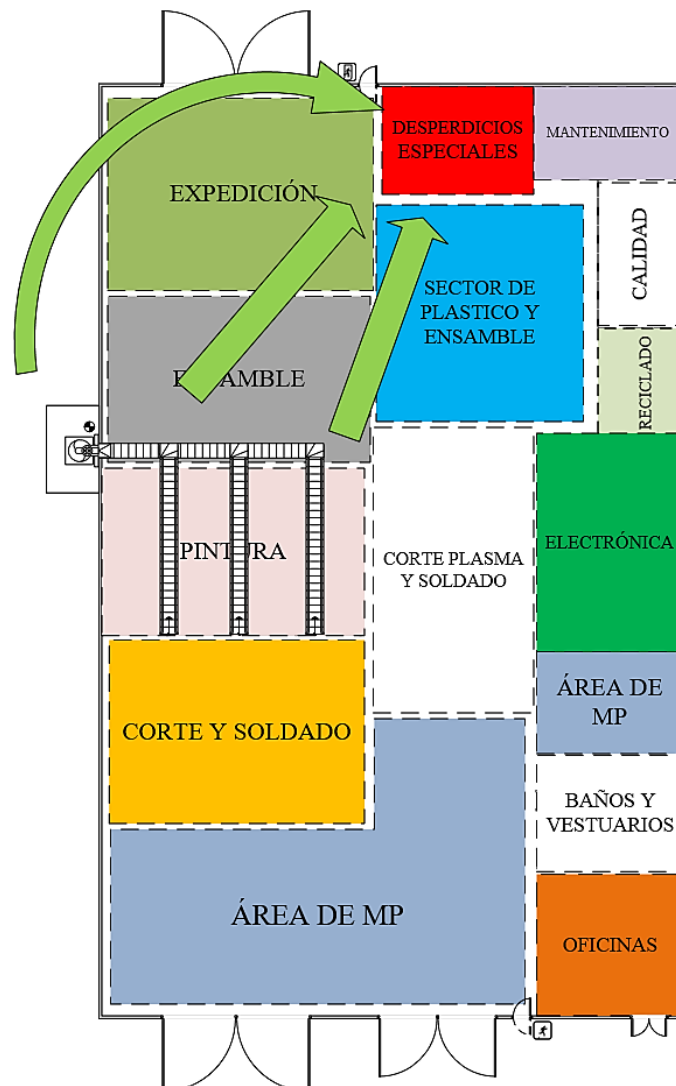 DESPERDICIOS
ESPECIALES
MANTENIMIENTO
EXPEDICIÓN
CALIDAD
SECTOR DE
PLASTICO Y
ENSAMBLE
ENSAMBLE
RECICLADO
PINTURA
CORTE PLASMA
Y SOLDADO
ELECTRÓNICA
ÁREA DE
MP
CORTE Y SOLDADO
BAÑOS Y
VESTUARIOS
ÁREA DE MP
OFICINAS